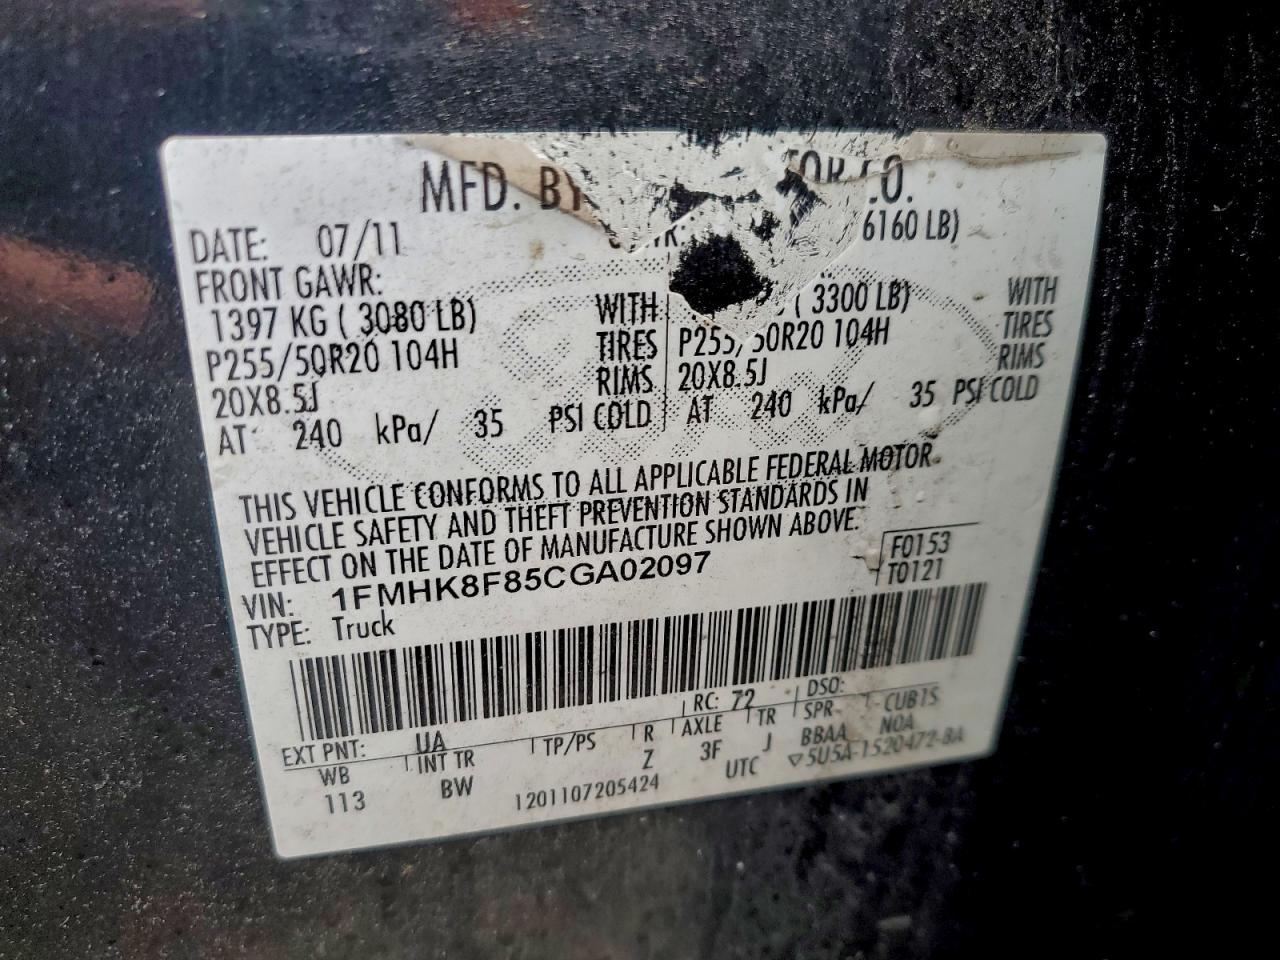 MFD. BY CO.
DATE: 07/11 6160 LB)
FRONT GAWR:
1397 KG ( 3080 LB) WITH ( 3300 LB) WITH
P255/50R20 104H TIRES P255/50R20 104H TIRES
20X8.5J RIMS 20X8.5J RIMS
AT 240 kPa/ 35 PSI COLD AT 240 kPa/ 35 PSI COLD
THIS VEHICLE CONFORMS TO ALL APPLICABLE FEDERAL MOTOR
VEHICLE SAFETY AND THEFT PREVENTION STANDARDS IN
EFFECT ON THE DATE OF MANUFACTURE SHOWN ABOVE.
VIN: 1FMHK8F85CGA02097 F0153
TYPE: Truck T0121
EXT PNT: UA RC: 72 DSO:
WB INT TR TP/PS R AXLE TR SPR CUB1S
113 BW Z 3F J BBAA N0A
1201107205424 UTC ▽5U5A-1520472-BA